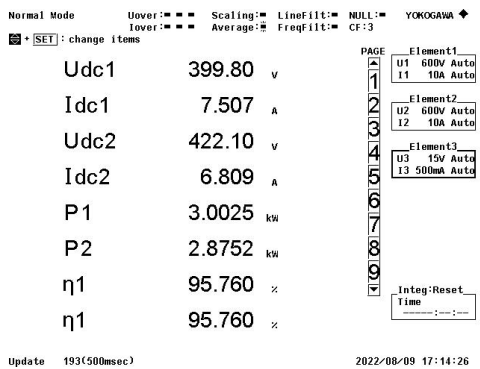 Normal Mode Uover:■ ■ ■ Scaling:■ LineFilt:■ NULL:■ YOKOGAWA ◆
Iover:■ ■ ■ Average:■ FreqFilt:■ CF:3
+ SET : change items
PAGE
Element1
U1 600V Auto
I1 10A Auto
Element2
U2 600V Auto
I2 10A Auto
Element3
U3 15V Auto
I3 500mA Auto
Udc1 399.80 V
Idc1 7.507 A
Udc2 422.10 V
Idc2 6.809 A
P1 3.0025 kW
P2 2.8752 kW
η1 95.760 %
η1 95.760 %
1
2
3
4
5
6
7
8
9
Integ:Reset
Time
-----:--:--
Update 193(500msec) 2022/08/09 17:14:26